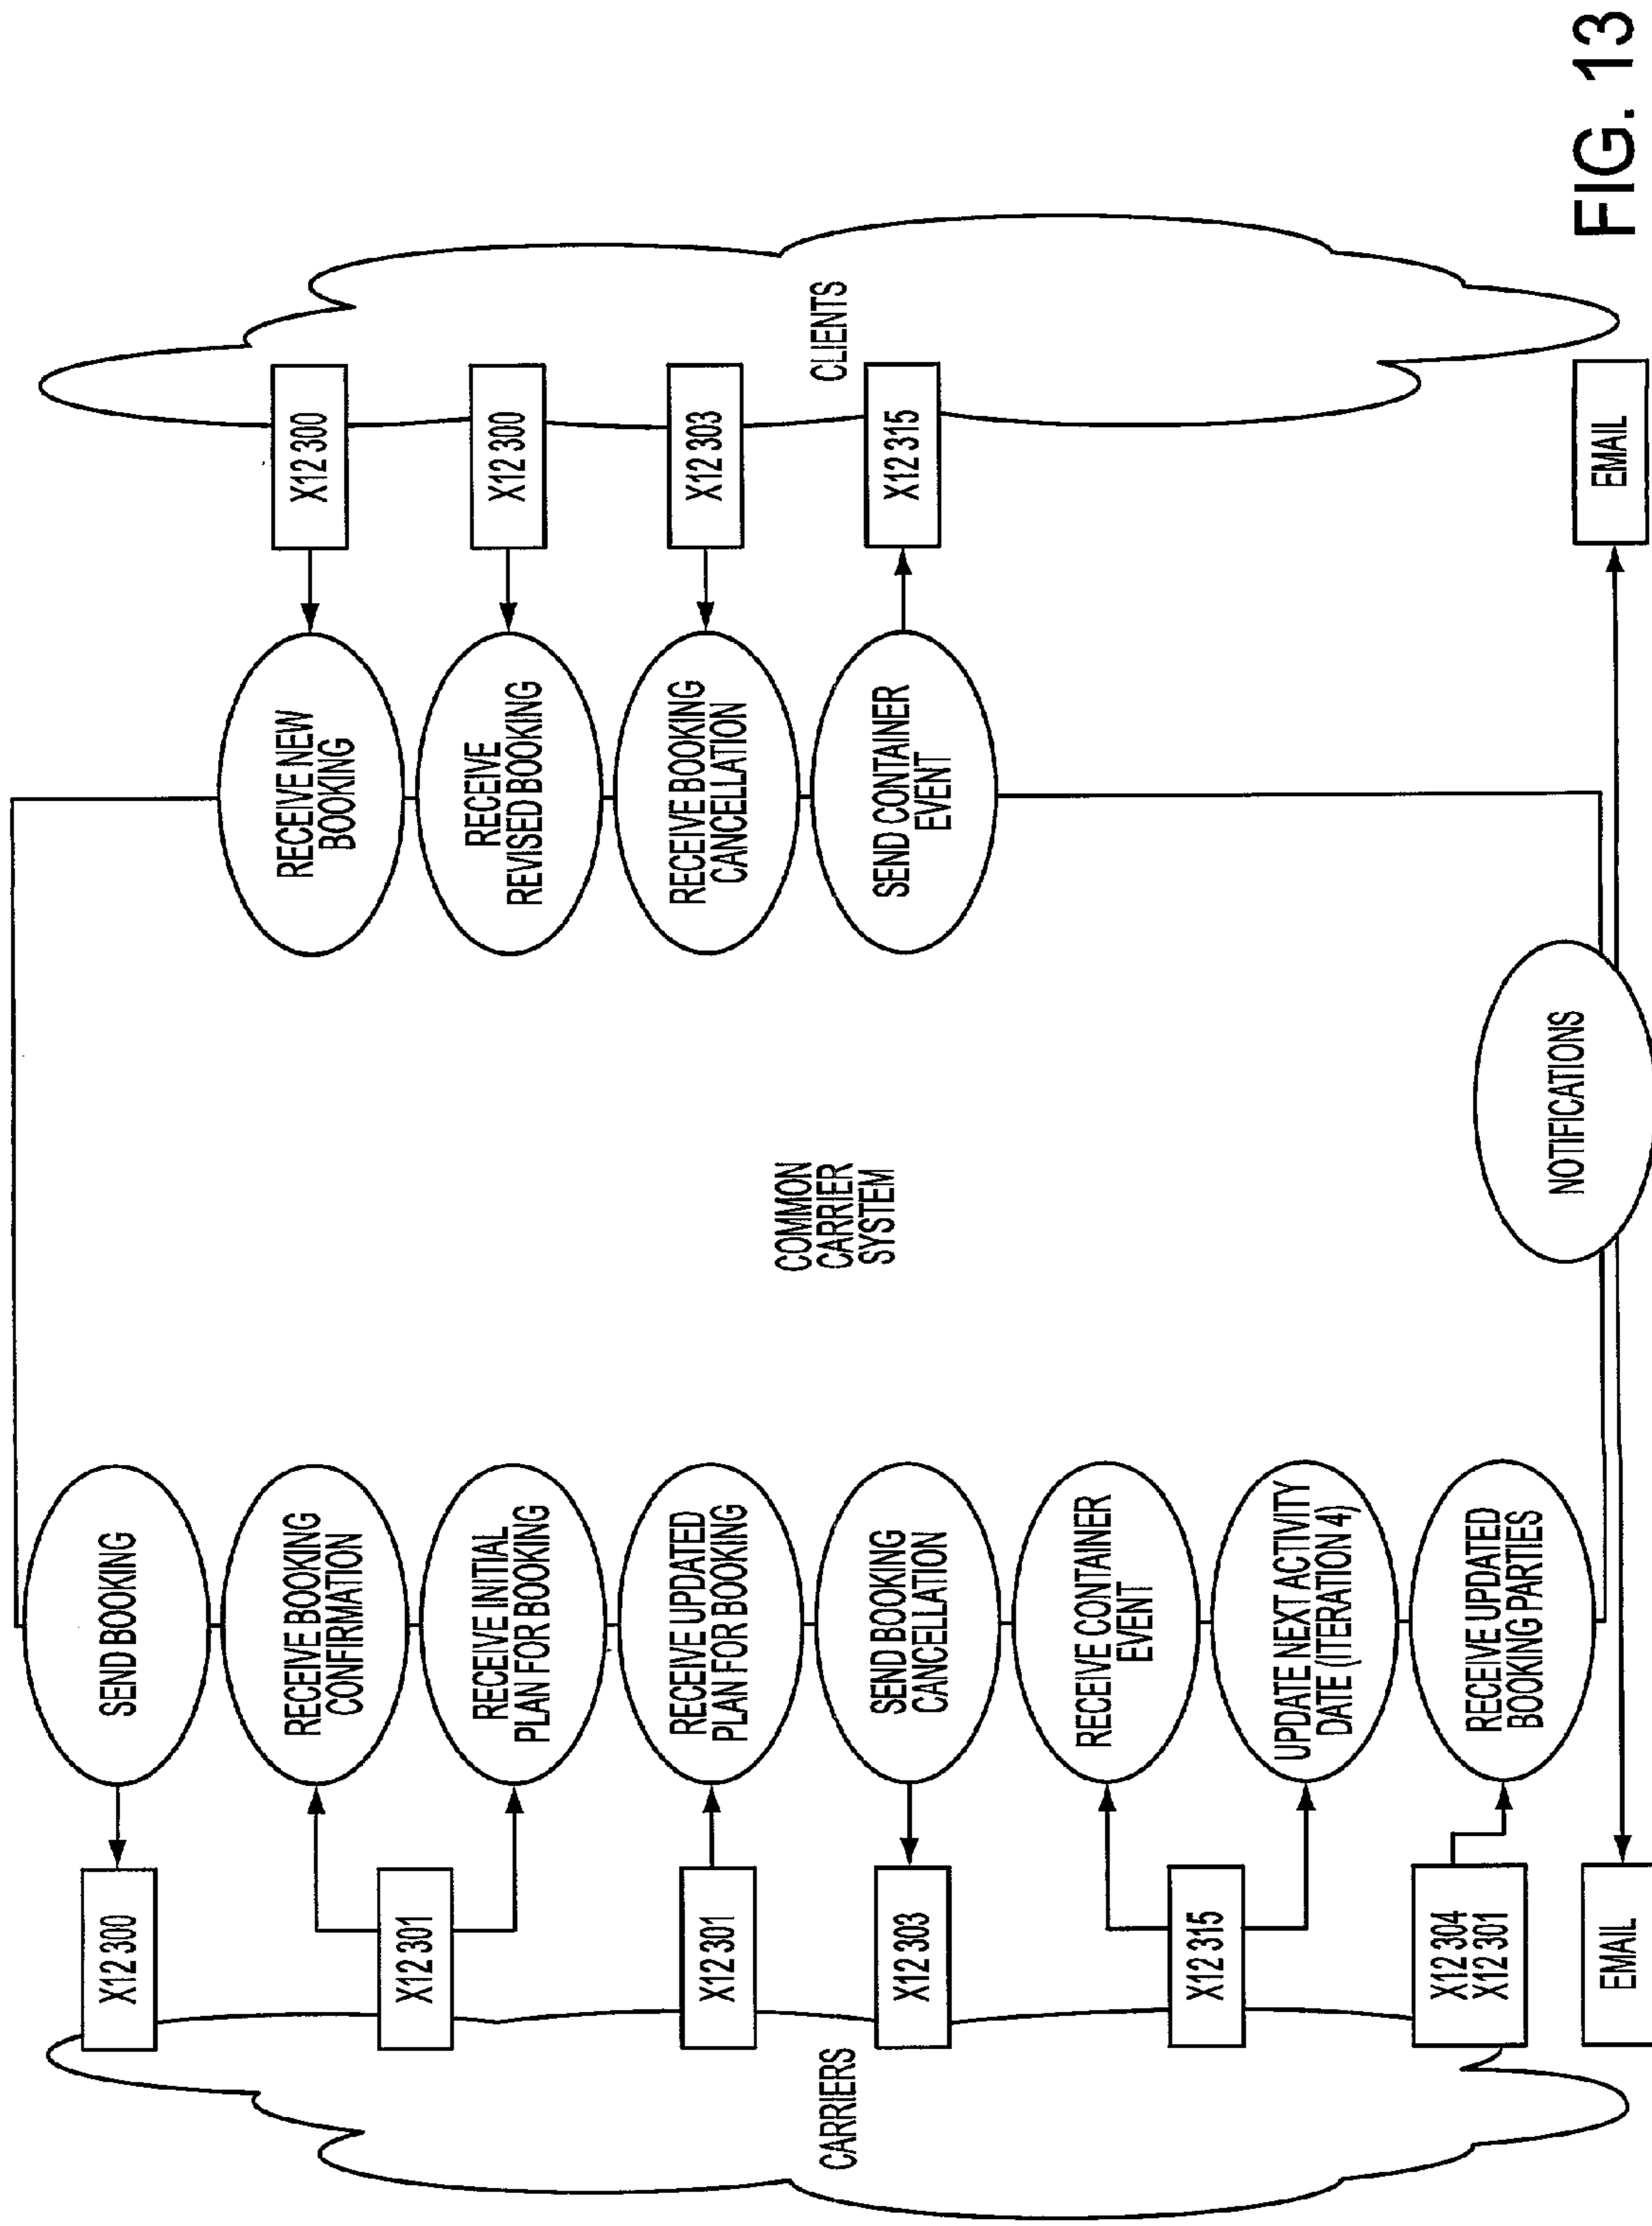 CARRIERS
X12 300
X12 301
X12 301
X12 303
X12 315
X12 304
X12 301
EMAIL
SEND BOOKING
RECEIVE BOOKING
CONFIRMATION
RECEIVE INITIAL
PLAN FOR BOOKING
RECEIVE UPDATED
PLAN FOR BOOKING
SEND BOOKING
CANCELLATION
RECEIVE CONTAINER
EVENT
UPDATE NEXT ACTIVITY
DATE (ITERATION 4)
RECEIVE UPDATED
BOOKING PARTIES
COMMON
CARRIER
SYSTEM
NOTIFICATIONS
RECEIVE NEW
BOOKING
RECEIVE
REVISED BOOKING
RECEIVE BOOKING
CANCELLATION
SEND CONTAINER
EVENT
X12 300
X12 300
X12 303
X12 315
EMAIL
CLIENTS
FIG. 13